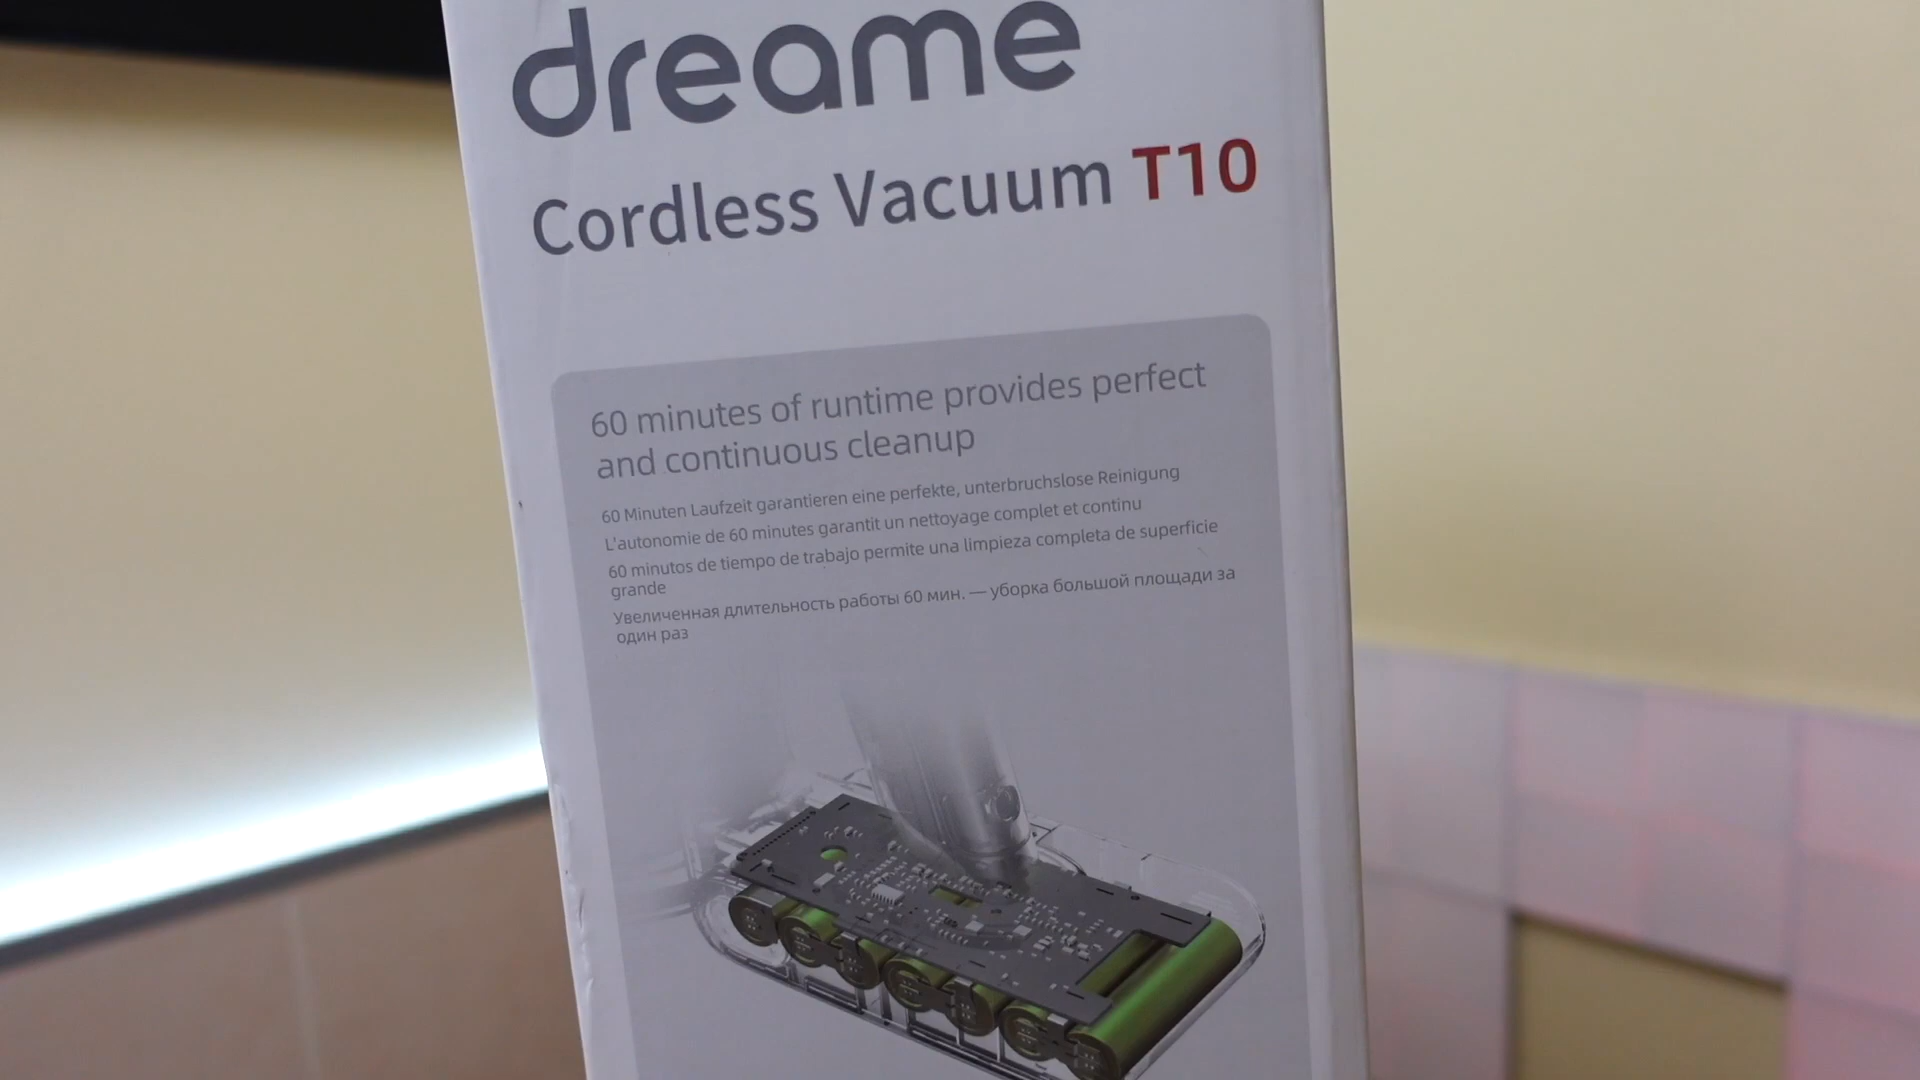 dreame
Cordless Vacuum T10
60 minutes of runtime provides perfect
and continuous cleanup
60 Minuten Laufzeit garantieren eine perfekte, unterbruchslose Reinigung
L'autonomie de 60 minutes garantit un nettoyage complet et continu
60 minutos de tiempo de trabajo permite una limpieza completa de superficie
grande
Увеличенная длительность работы 60 мин. — уборка большой площади за
один раз